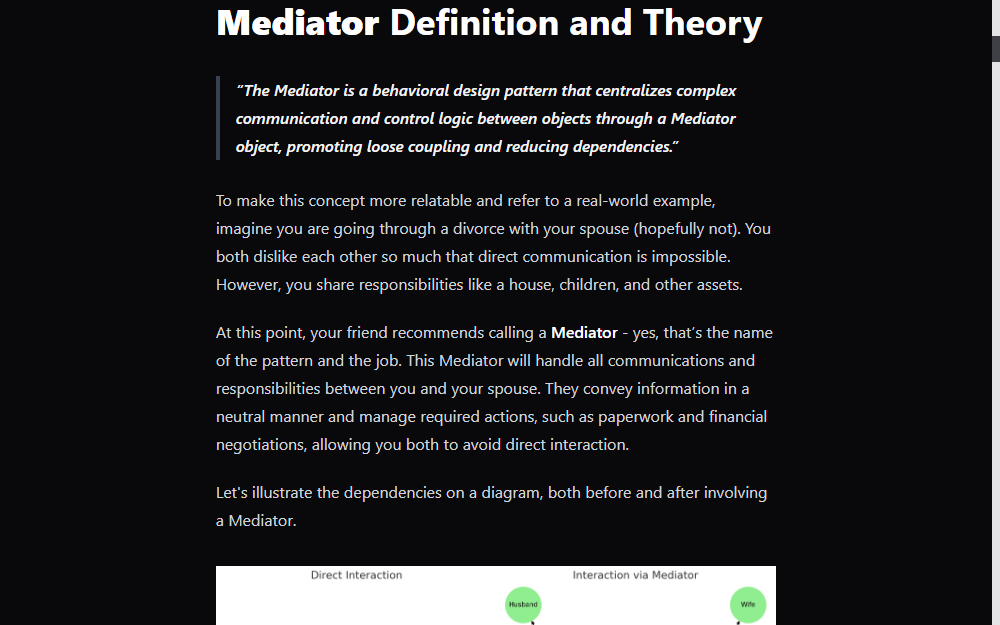 Mediator Definition and Theory
“The Mediator is a behavioral design pattern that centralizes complex
communication and control logic between objects through a Mediator
object, promoting loose coupling and reducing dependencies.”
To make this concept more relatable and refer to a real-world example,
imagine you are going through a divorce with your spouse (hopefully not). You
both dislike each other so much that direct communication is impossible.
However, you share responsibilities like a house, children, and other assets.
At this point, your friend recommends calling a Mediator - yes, that’s the name
of the pattern and the job. This Mediator will handle all communications and
responsibilities between you and your spouse. They convey information in a
neutral manner and manage required actions, such as paperwork and financial
negotiations, allowing you both to avoid direct interaction.
Let's illustrate the dependencies on a diagram, both before and after involving
a Mediator.
Direct Interaction
Interaction via Mediator
Husband
Wife